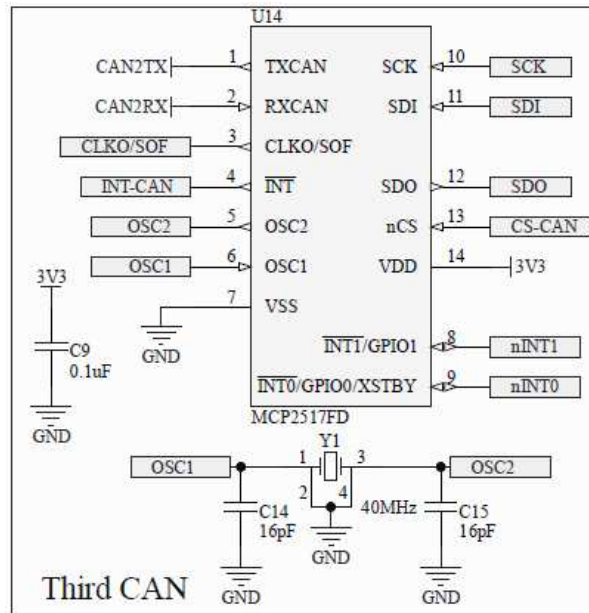 U14
CAN2TX 1 TXCAN SCK 10 SCK
CAN2RX 2 RXCAN SDI 11 SDI
CLKO/SOF 3 CLKO/SOF
INT-CAN 4 INT SDO 12 SDO
OSC2 5 OSC2 nCS 13 CS-CAN
OSC1 6 OSC1 VDD 14 3V3
3V3 7 VSS
GND
INT1/GPIO1 8 nINT1
C9
0.1uF
INT0/GPIO0/XSTBY 9 nINT0
GND
MCP2517FD
Y1
OSC1 1 3 OSC2
2 4
C14 40MHz C15
16pF 16pF
GND
GND GND
Third CAN